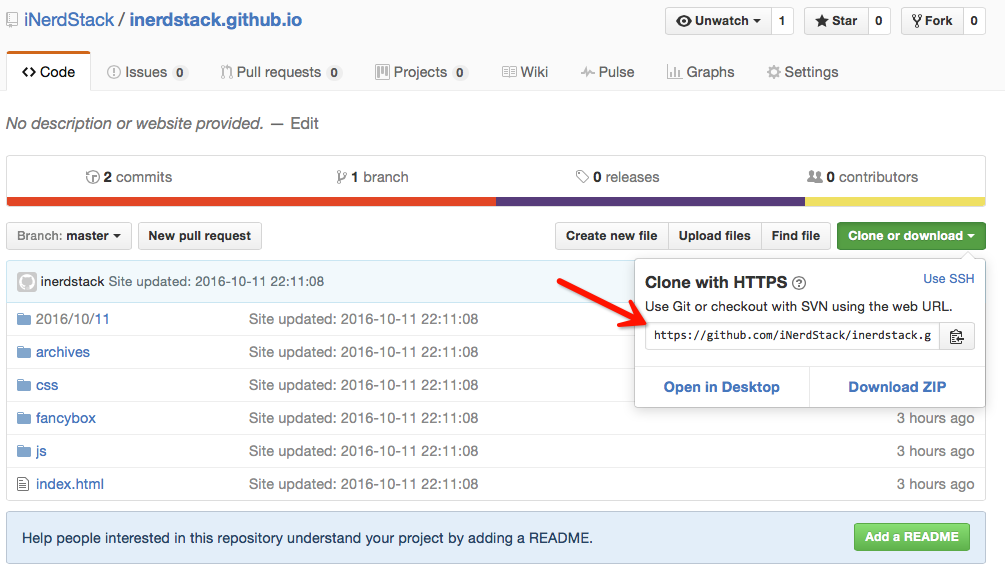 iNerdStack / inerdstack.github.io
Unwatch 1 Star 0 Fork 0
Code Issues 0 Pull requests 0 Projects 0 Wiki Pulse Graphs Settings
No description or website provided. — Edit
2 commits 1 branch 0 releases 0 contributors
Branch: master New pull request Create new file Upload files Find file Clone or download
inerdstack Site updated: 2016-10-11 22:11:08
Clone with HTTPS ? Use SSH
Use Git or checkout with SVN using the web URL.
https://github.com/iNerdStack/inerdstack.g
Open in Desktop Download ZIP
2016/10/11 Site updated: 2016-10-11 22:11:08
archives Site updated: 2016-10-11 22:11:08
css Site updated: 2016-10-11 22:11:08
fancybox Site updated: 2016-10-11 22:11:08 3 hours ago
js Site updated: 2016-10-11 22:11:08 3 hours ago
index.html Site updated: 2016-10-11 22:11:08 3 hours ago
Help people interested in this repository understand your project by adding a README. Add a README